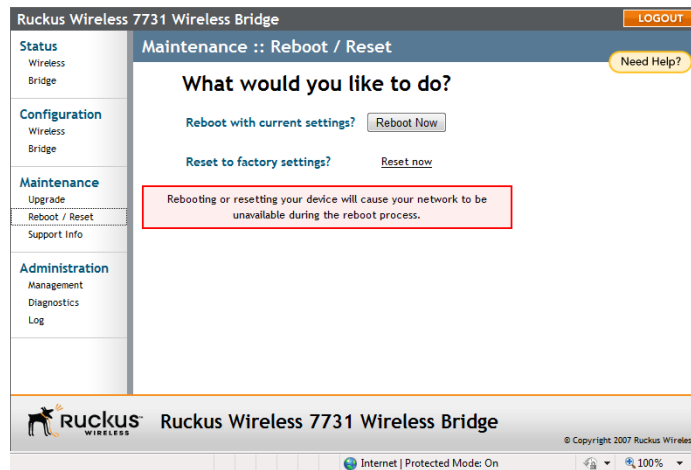 Ruckus Wireless 7731 Wireless Bridge
LOGOUT
Status
Wireless
Bridge
Configuration
Wireless
Bridge
Maintenance
Upgrade
Reboot / Reset
Support Info
Administration
Management
Diagnostics
Log
Maintenance :: Reboot / Reset
Need Help?
What would you like to do?
Reboot with current settings? Reboot Now
Reset to factory settings? Reset now
Rebooting or resetting your device will cause your network to be
unavailable during the reboot process.
RUCKUS
WIRELESS
Ruckus Wireless 7731 Wireless Bridge
© Copyright 2007 Ruckus Wireles
Internet | Protected Mode: On
100%